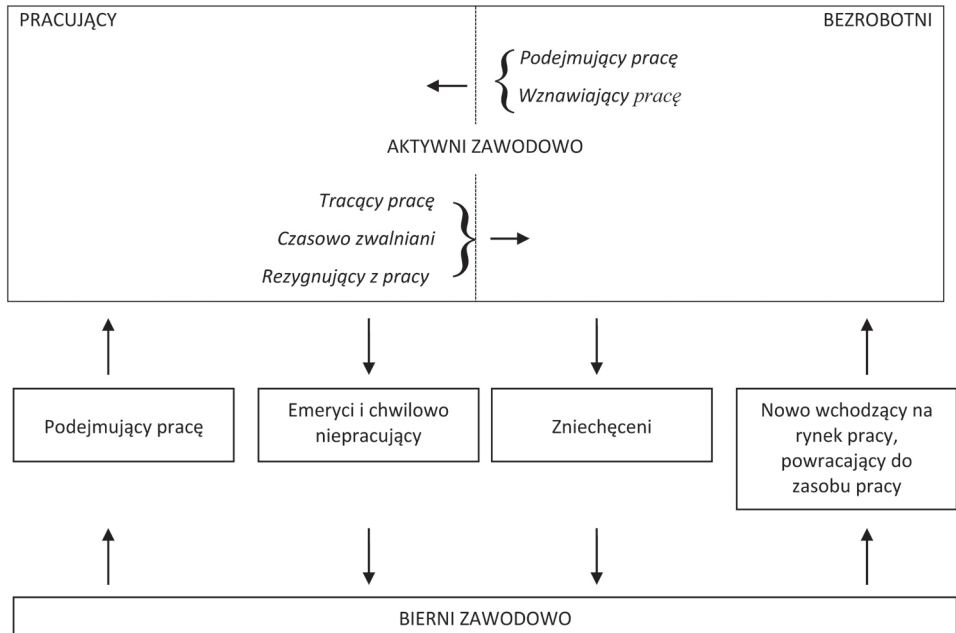 PRACUJĄCY
BEZROBOTNI
Podejmujący pracę
Wznawiający pracę
AKTYWNI ZAWODOWO
Tracący pracę
Czasowo zwalniani
Rezygnujący z pracy
Podejmujący pracę
Emeryci i chwilowo
niepracujący
Zniechęceni
Nowo wchodzący na
rynek pracy,
powracający do
zasobu pracy
BIERNI ZAWODOWO